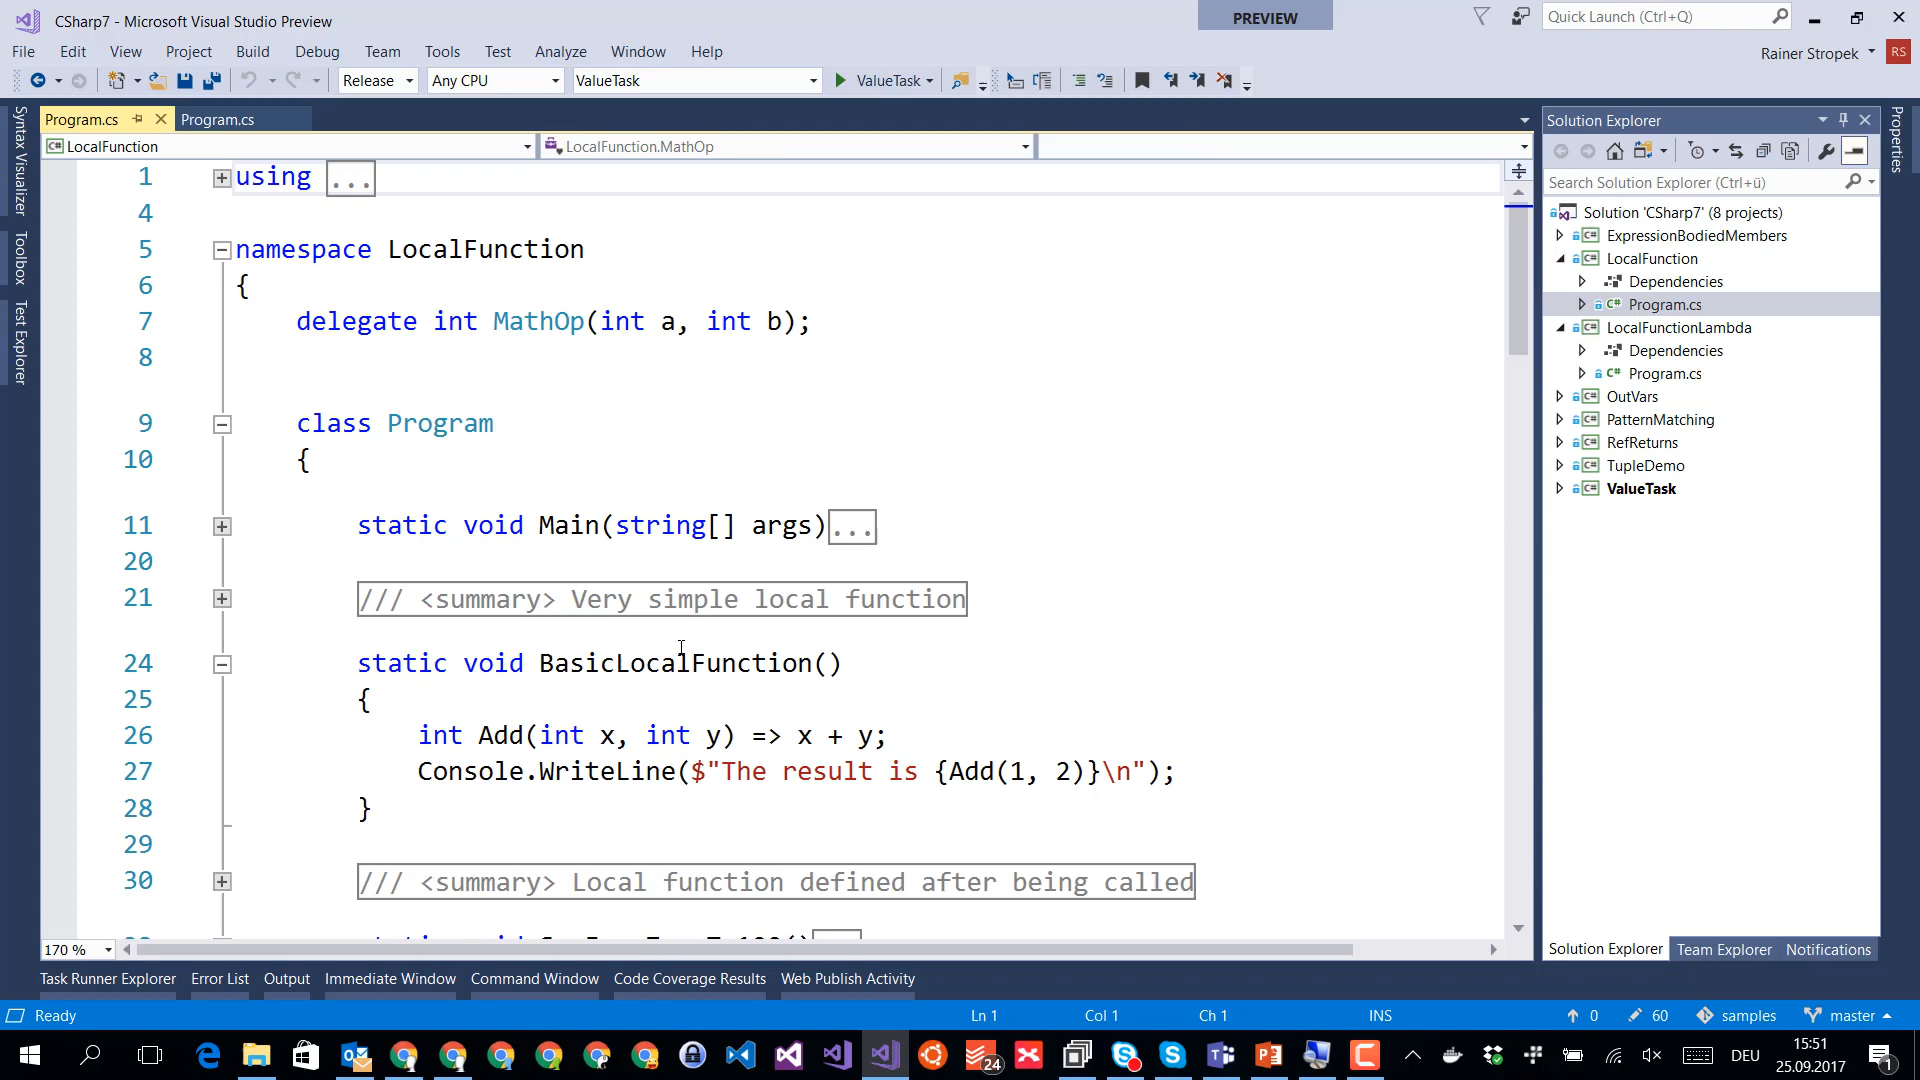 CSharp7 - Microsoft Visual Studio Preview
PREVIEW
Quick Launch (Ctrl+Q)
File Edit View Project Build Debug Team Tools Test Analyze Window Help
Rainer Stropek
RS
Release Any CPU ValueTask ValueTask
Syntax Visualizer
Toolbox
Test Explorer
Program.cs Program.cs
LocalFunction LocalFunction.MathOp
1 using ...
4
5 namespace LocalFunction
6 {
7 delegate int MathOp(int a, int b);
8
9 class Program
10 {
11 static void Main(string[] args)...
20
21 /// <summary> Very simple local function
24 static void BasicLocalFunction()
25 {
26 int Add(int x, int y) => x + y;
27 Console.WriteLine($"The result is {Add(1, 2)}\n");
28 }
29
30 /// <summary> Local function defined after being called
170 %
Solution Explorer
Search Solution Explorer (Ctrl+ü)
Solution 'CSharp7' (8 projects)
C# ExpressionBodiedMembers
C# LocalFunction
Dependencies
C# Program.cs
C# LocalFunctionLambda
Dependencies
C# Program.cs
C# OutVars
C# PatternMatching
C# RefReturns
C# TupleDemo
C# ValueTask
Solution Explorer Team Explorer Notifications
Properties
Task Runner Explorer Error List Output Immediate Window Command Window Code Coverage Results Web Publish Activity
Ready Ln 1 Col 1 Ch 1 INS 0 60 samples master
24
DEU
15:51
25.09.2017
1